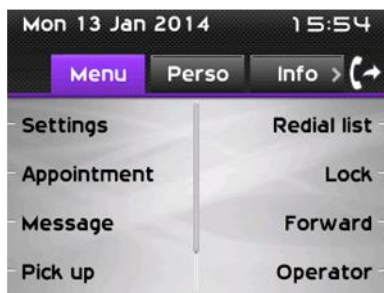 Mon 13 Jan 2014 15:54
Menu Perso Info >
Settings Redial list
Appointment Lock
Message Forward
Pick up Operator